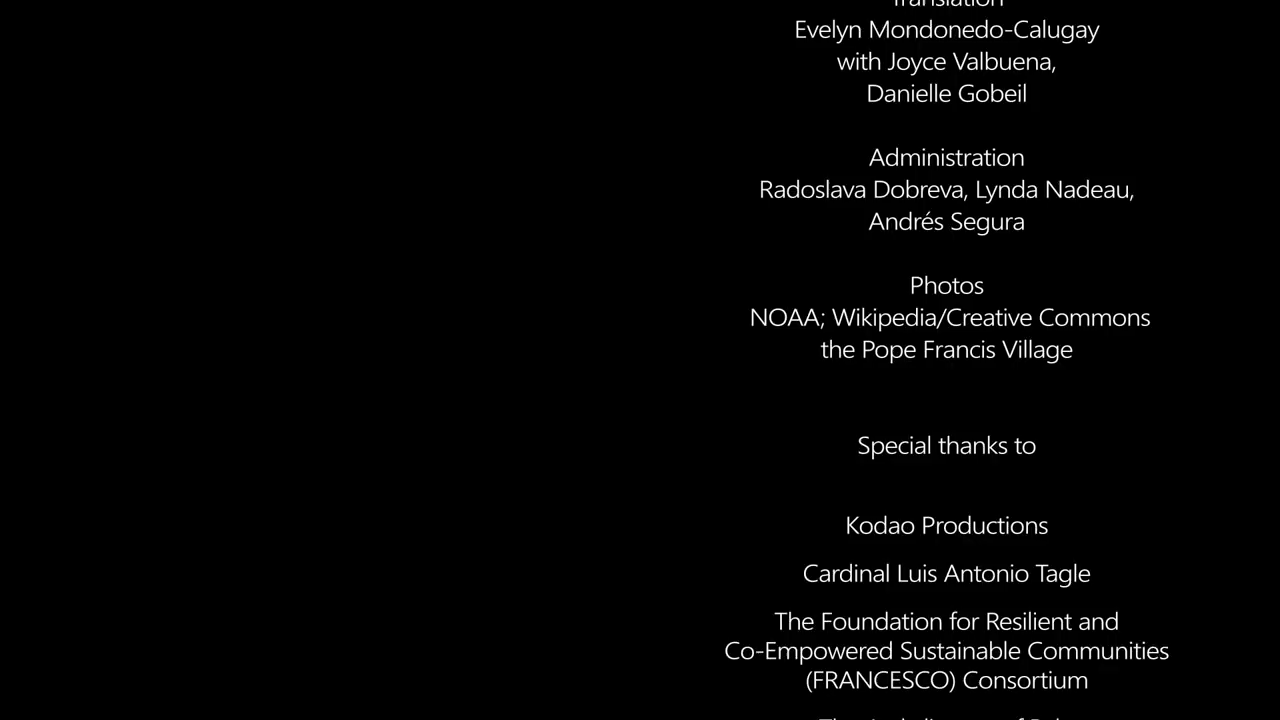 Translation
Evelyn Mondonedo-Calugay
with Joyce Valbuena,
Danielle Gobeil
Administration
Radoslava Dobreva, Lynda Nadeau,
Andrés Segura
Photos
NOAA; Wikipedia/Creative Commons
the Pope Francis Village
Special thanks to
Kodao Productions
Cardinal Luis Antonio Tagle
The Foundation for Resilient and
Co-Empowered Sustainable Communities
(FRANCESCO) Consortium